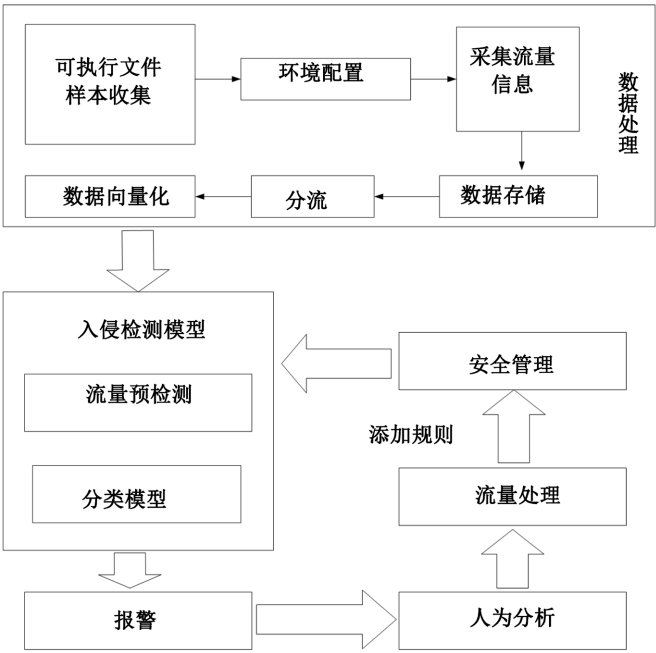 可执行文件
样本收集
环境配置
采集流量
信息
数据处理
数据向量化
分流
数据存储
入侵检测模型
流量预检测
分类模型
安全管理
添加规则
流量处理
报警
人为分析